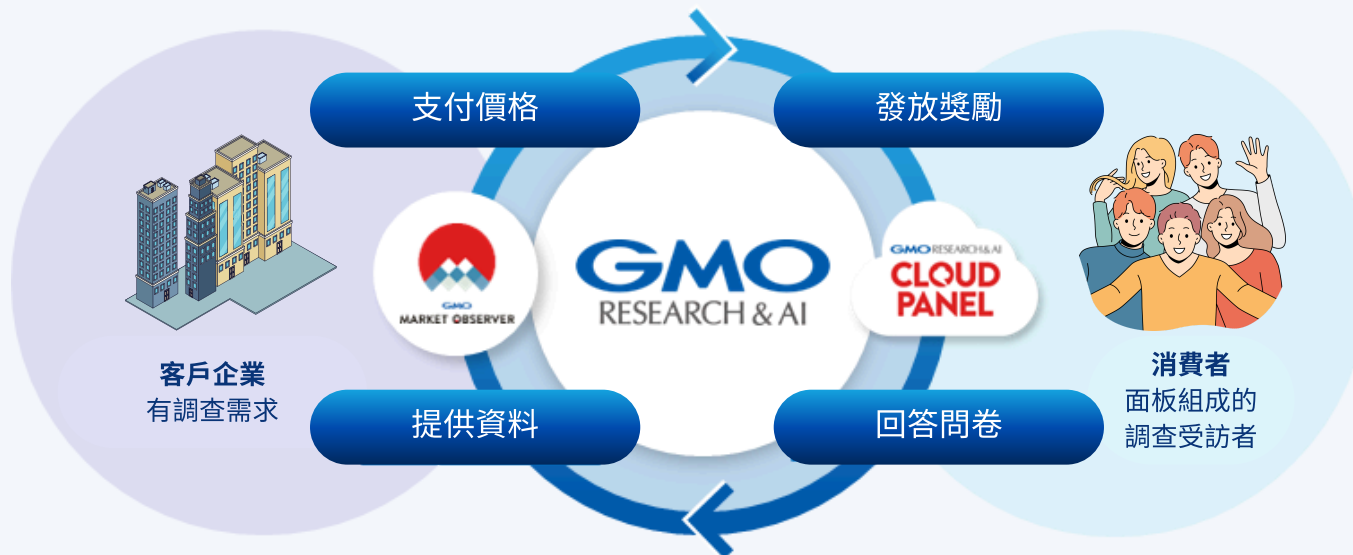 支付價格
發放獎勵
GMO
MARKET OBSERVER
GMO
RESEARCH & AI
GMO RESEARCH & AI
CLOUD
PANEL
客戶企業
有調查需求
消費者
面板組成的
調查受訪者
提供資料
回答問卷